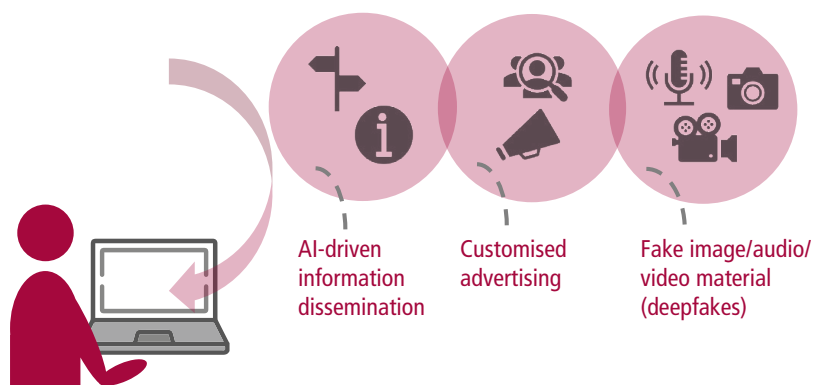 AI-driven
information
dissemination
Customised
advertising
Fake image/audio/
video material
(deepfakes)